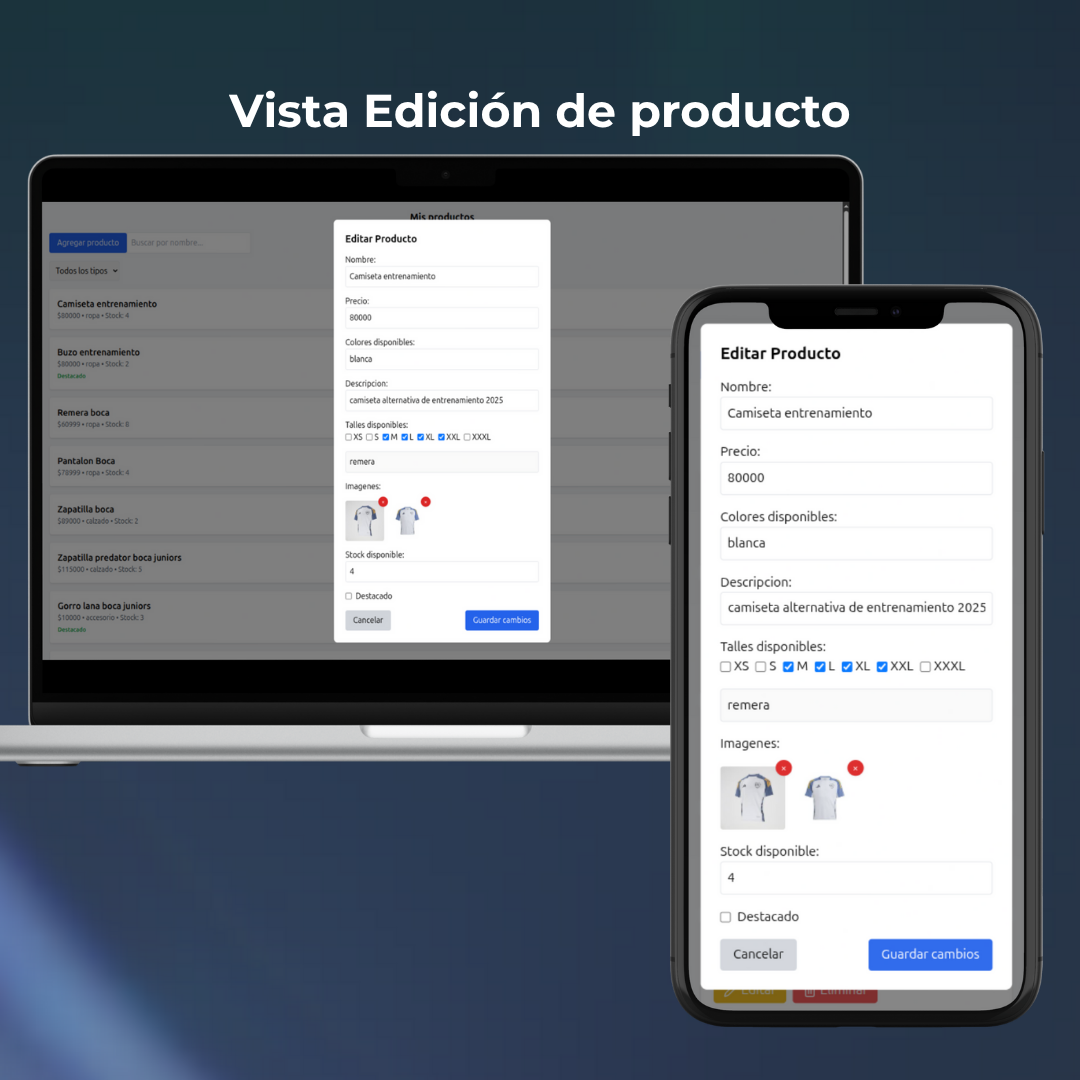 Vista Edición de producto
Mis productos
Agregar producto
Buscar por nombre...
Todos los tipos
Camiseta entrenamiento
$80000 • ropa • Stock: 4
Buzo entrenamiento
$80000 • ropa • Stock: 2
Destacado
Remera boca
$60999 • ropa • Stock: 8
Pantalon Boca
$78999 • ropa • Stock: 4
Zapatilla boca
$89000 • calzado • Stock: 2
Zapatilla predator boca juniors
$115000 • calzado • Stock: 5
Gorro lana boca juniors
$10000 • accesorio • Stock: 3
Destacado
Editar Producto
Nombre:
Camiseta entrenamiento
Precio:
80000
Colores disponibles:
blanca
Descripcion:
camiseta alternativa de entrenamiento 2025
Talles disponibles:
XS S M L XL XXL XXXL
remera
Imagenes:
Stock disponible:
4
Destacado
Cancelar Guardar cambios
Editar Producto
Nombre:
Camiseta entrenamiento
Precio:
80000
Colores disponibles:
blanca
Descripcion:
camiseta alternativa de entrenamiento 2025
Talles disponibles:
XS S M L XL XXL XXXL
remera
Imagenes:
Stock disponible:
4
Destacado
Cancelar Guardar cambios
Editar Eliminar